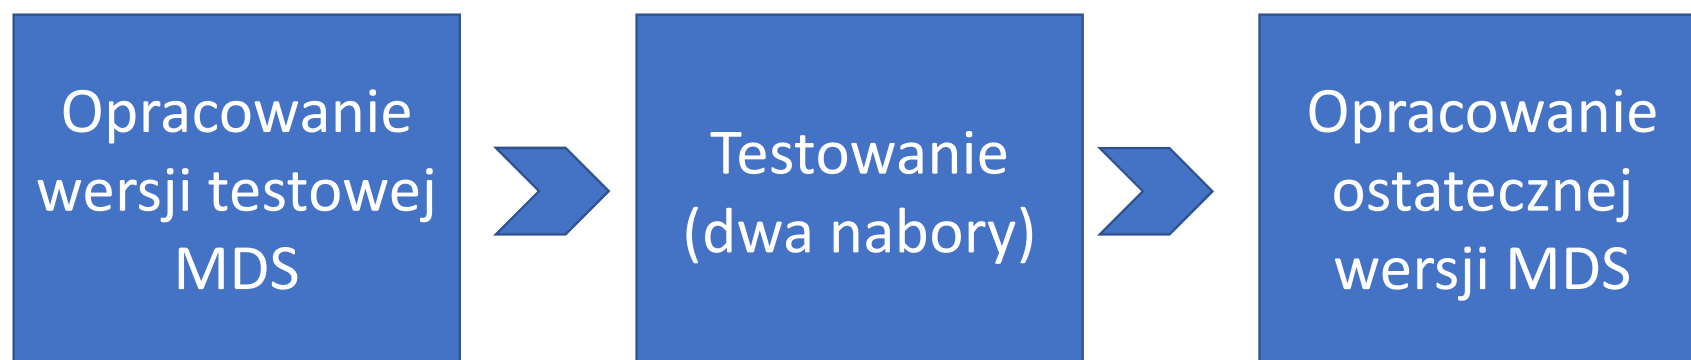 Opracowanie
wersji testowej
MDS
Testowanie
(dwa nabory)
Opracowanie
ostatecznej
wersji MDS